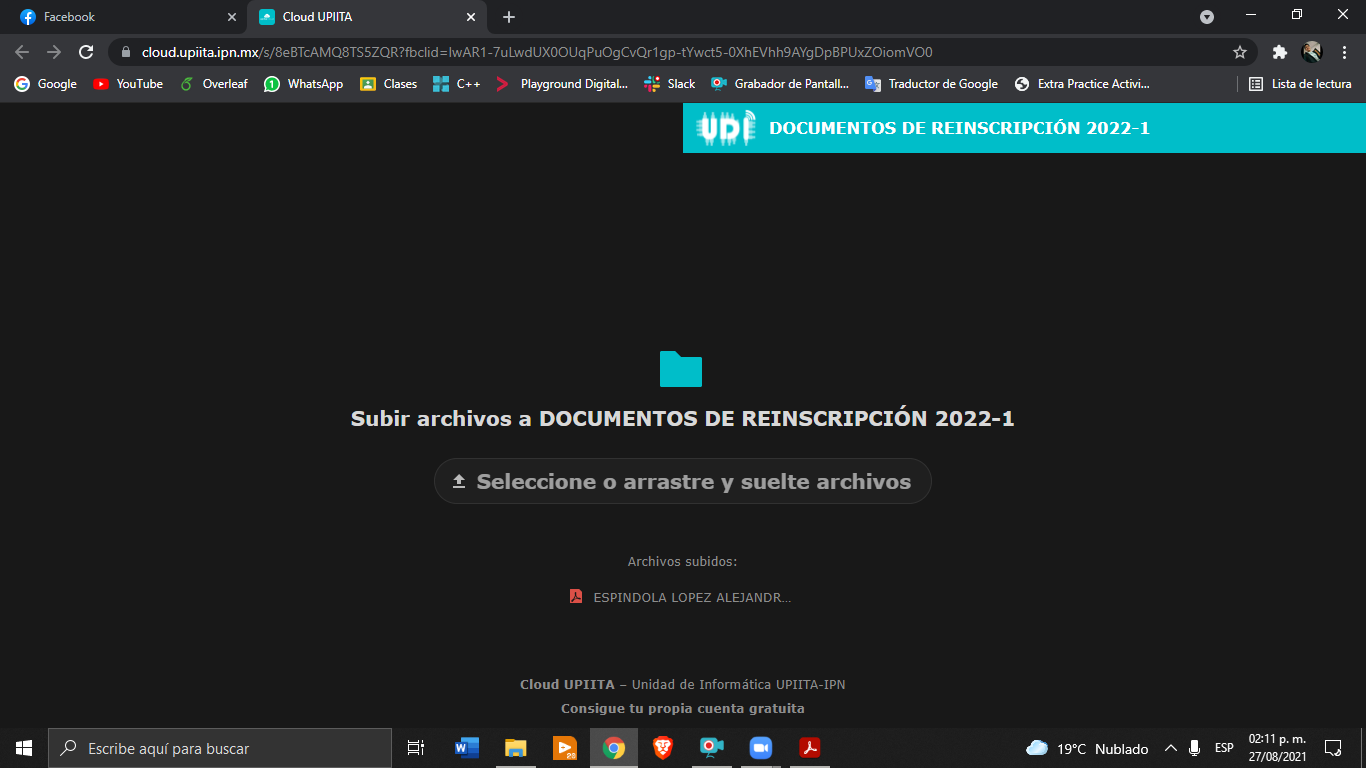 Facebook
Cloud UPIITA
cloud.upiita.ipn.mx/s/8eBTcAMQ8TS5ZQR?fbclid=IwAR1-7uLwdUX0OUqPuOgCvQr1gp-tYwct5-0XhEVhh9AYgDpBPUxZOiomVO0
Google YouTube Overleaf WhatsApp Clases C++ Playground Digital... Slack Grabador de Pantall... Traductor de Google Extra Practice Activi... Lista de lectura
UDI DOCUMENTOS DE REINSCRIPCIÓN 2022-1
Subir archivos a DOCUMENTOS DE REINSCRIPCIÓN 2022-1
Seleccione o arrastre y suelte archivos
Archivos subidos:
ESPINDOLA LOPEZ ALEJANDR...
Cloud UPIITA – Unidad de Informática UPIITA-IPN
Consigue tu propia cuenta gratuita
Escribe aquí para buscar
19°C Nublado
ESP
02:11 p. m.
27/08/2021